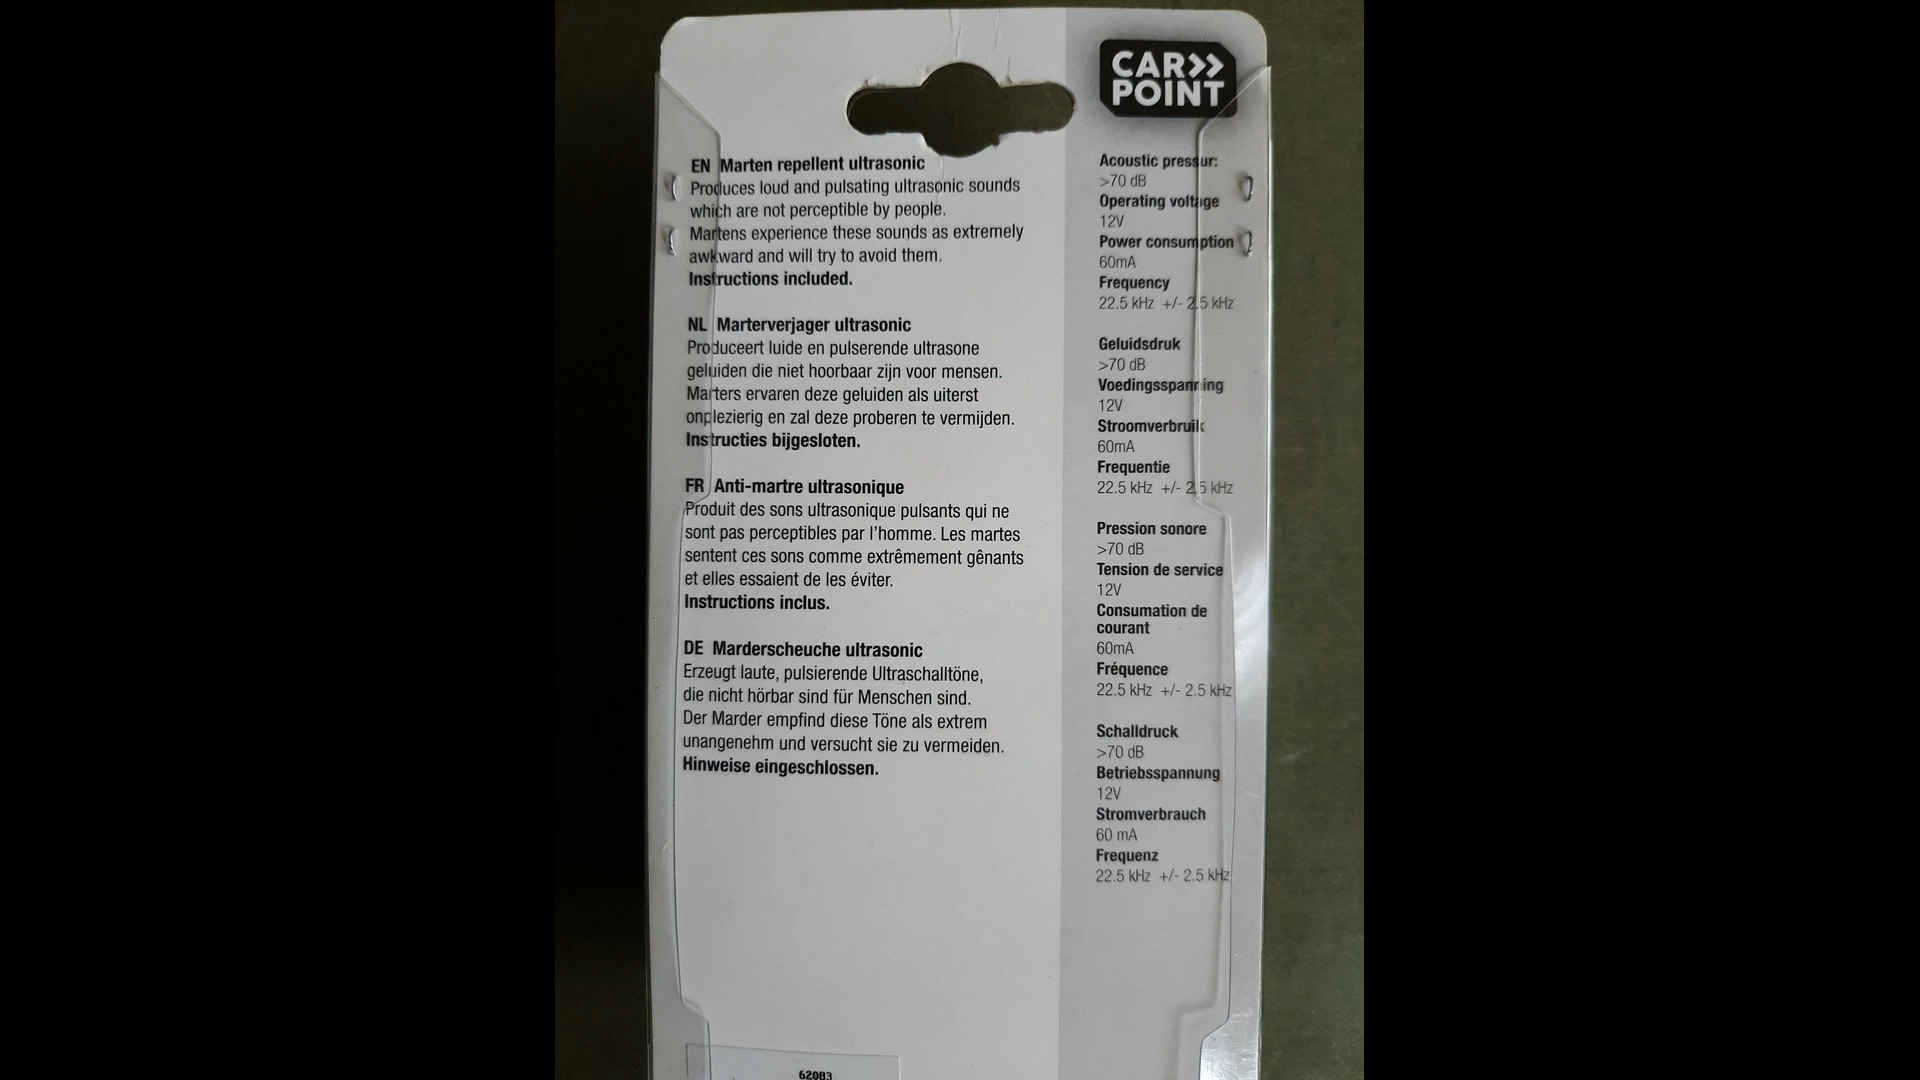 CAR>>
POINT
EN Marten repellent ultrasonic
Produces loud and pulsating ultrasonic sounds
which are not perceptible by people.
Martens experience these sounds as extremely
awkward and will try to avoid them.
Instructions included.
NL Marterverjager ultrasonic
Produceert luide en pulserende ultrasone
geluiden die niet hoorbaar zijn voor mensen.
Marters ervaren deze geluiden als uiterst
onplezierig en zal deze proberen te vermijden.
Instructies bijgesloten.
FR Anti-martre ultrasonique
Produit des sons ultrasonique pulsants qui ne
sont pas perceptibles par l'homme. Les martes
sentent ces sons comme extrêmement gênants
et elles essaient de les éviter.
Instructions inclus.
DE Marderscheuche ultrasonic
Erzeugt laute, pulsierende Ultraschalltöne,
die nicht hörbar sind für Menschen sind.
Der Marder empfind diese Töne als extrem
unangenehm und versucht sie zu vermeiden.
Hinweise eingeschlossen.
Acoustic pressur:
>70 dB
Operating voltage
12V
Power consumption
60mA
Frequency
22.5 kHz +/- 2.5 kHz
Geluidsdruk
>70 dB
Voedingsspanning
12V
Stroomverbruik
60mA
Frequentie
22.5 kHz +/- 2.5 kHz
Pression sonore
>70 dB
Tension de service
12V
Consumation de
courant
60mA
Fréquence
22.5 kHz +/- 2.5 kHz
Schalldruck
>70 dB
Betriebsspannung
12V
Stromverbrauch
60 mA
Frequenz
22.5 kHz +/- 2.5 kHz
62083